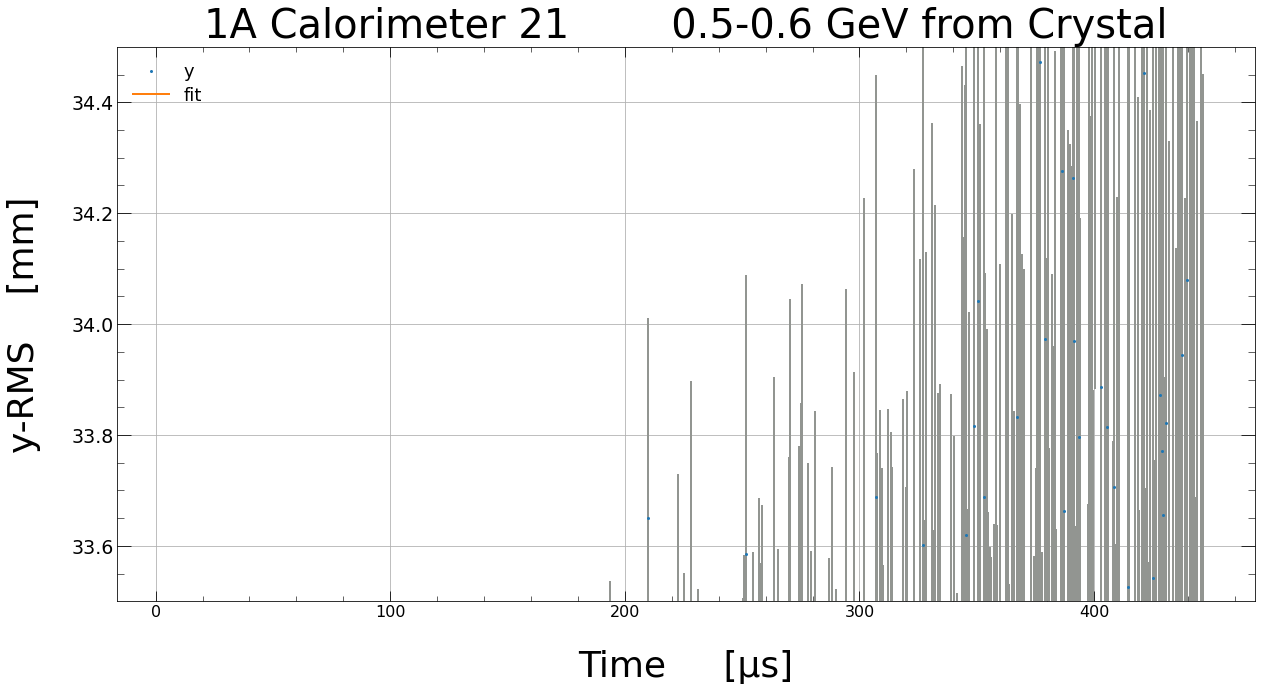 1A Calorimeter 21 0.5-0.6 GeV from Crystal
y
fit
34.4
34.2
34.0
33.8
33.6
y-RMS [mm]
0 100 200 300 400
Time [μs]